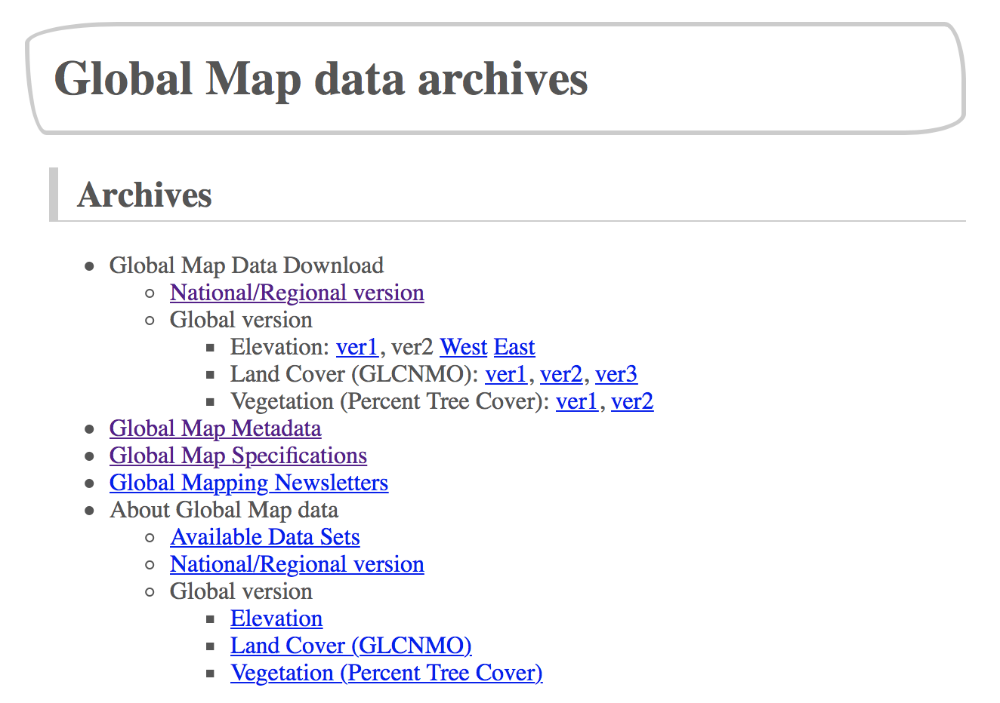 Global Map data archives
Archives
Global Map Data Download
National/Regional version
Global version
Elevation: ver1, ver2 West East
Land Cover (GLCNMO): ver1, ver2, ver3
Vegetation (Percent Tree Cover): ver1, ver2
Global Map Metadata
Global Map Specifications
Global Mapping Newsletters
About Global Map data
Available Data Sets
National/Regional version
Global version
Elevation
Land Cover (GLCNMO)
Vegetation (Percent Tree Cover)